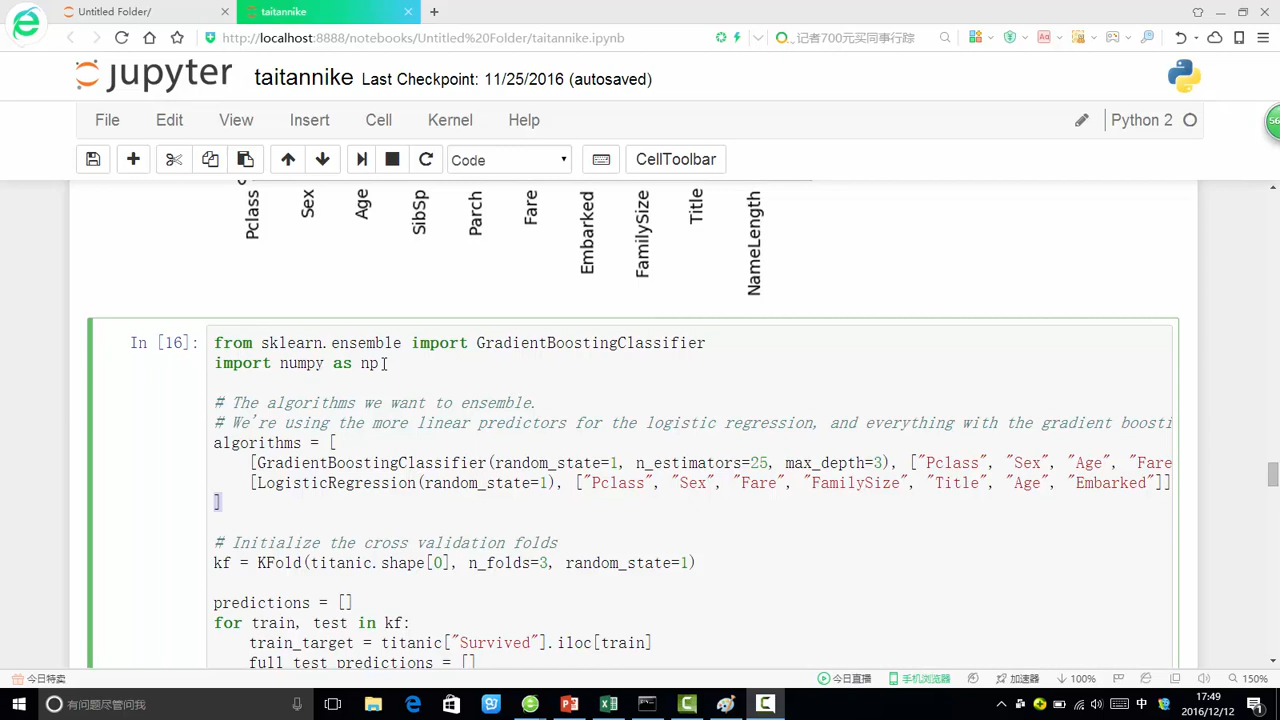 Untitled Folder/
taitannike
http://localhost:8888/notebooks/Untitled%20Folder/taitannike.ipynb
记者700元买同事行踪
jupyter taitannike Last Checkpoint: 11/25/2016 (autosaved)
File Edit View Insert Cell Kernel Help Python 2
56
Code CellToolbar
Pclass
Sex
Age
SibSp
Parch
Fare
Embarked
FamilySize
Title
NameLength
In [16]:
from sklearn.ensemble import GradientBoostingClassifier
import numpy as np
# The algorithms we want to ensemble.
# We're using the more linear predictors for the logistic regression, and everything with the gradient boosti
algorithms = [
[GradientBoostingClassifier(random_state=1, n_estimators=25, max_depth=3), ["Pclass", "Sex", "Age", "Fare
[LogisticRegression(random_state=1), ["Pclass", "Sex", "Fare", "FamilySize", "Title", "Age", "Embarked"]]
]
# Initialize the cross validation folds
kf = KFold(titanic.shape[0], n_folds=3, random_state=1)
predictions = []
for train, test in kf:
train_target = titanic["Survived"].iloc[train]
full_test_predictions = []
今日特卖 今日直播 手机浏览器 加速器 100% 150%
有问题尽管问我
中
17:49
2016/12/12